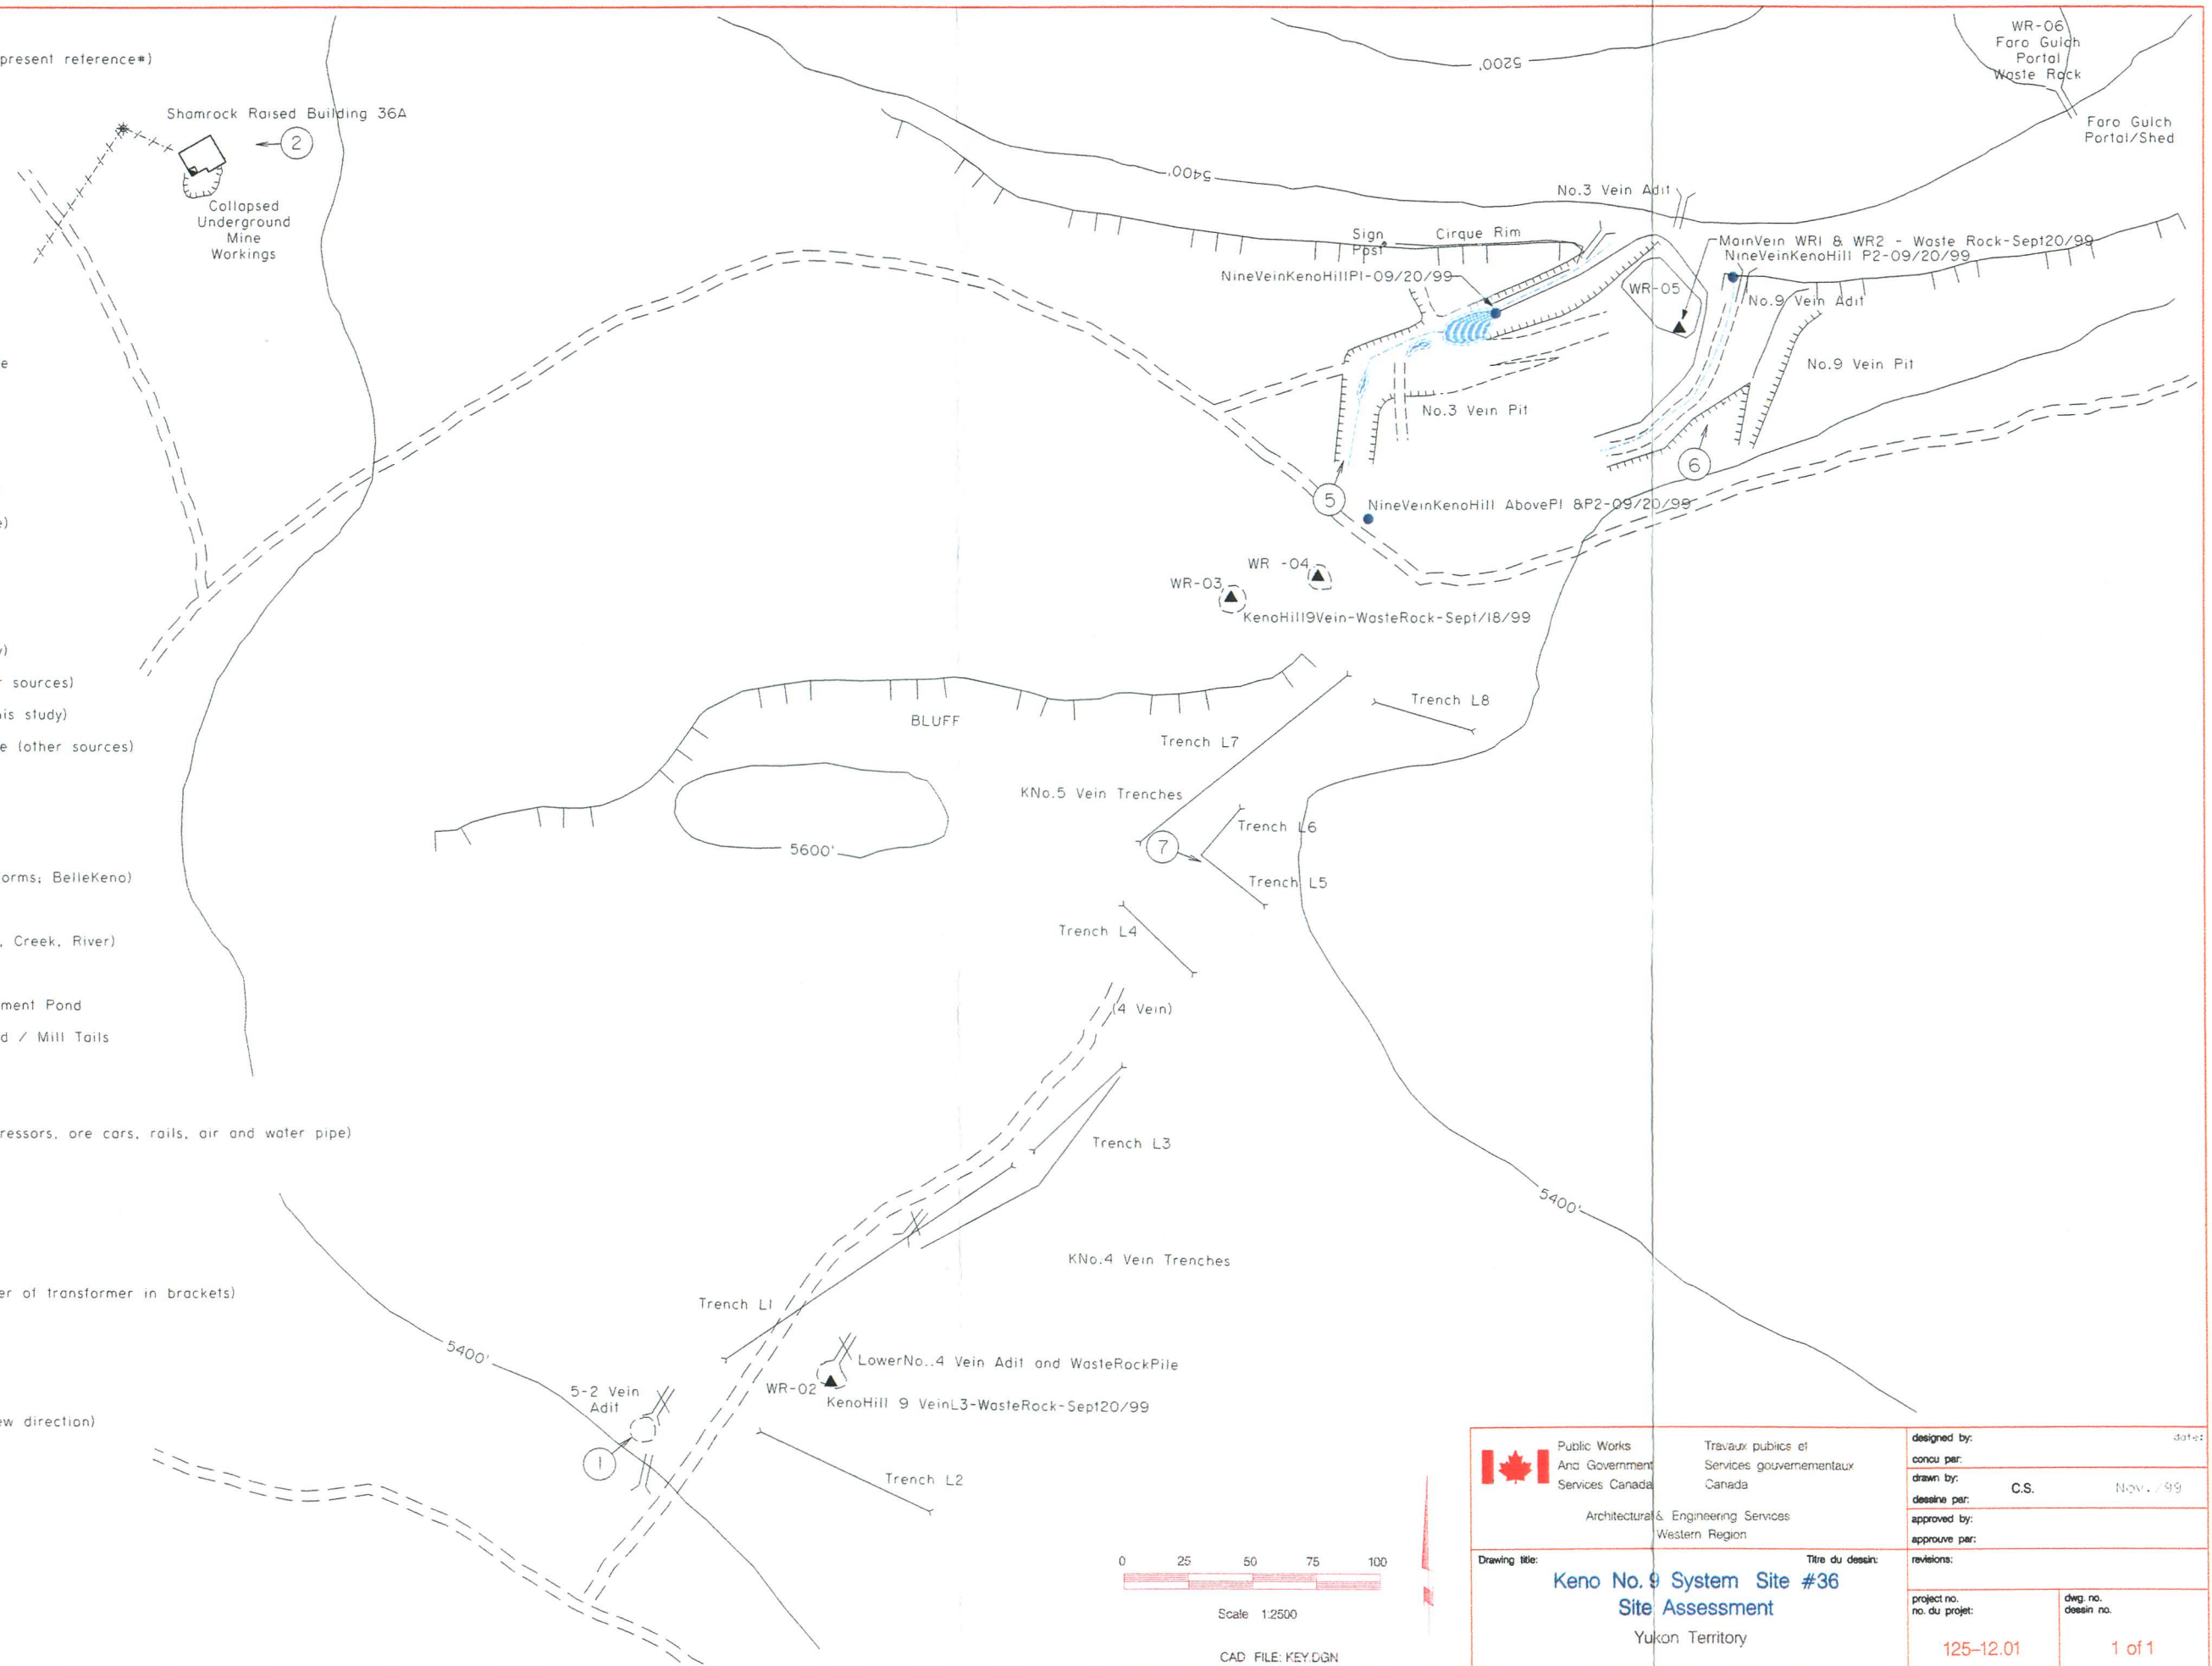 present reference#)
Shamrock Raised Building 36A
2
Collapsed
Underground
Mine
Workings
e
e)
y)
r sources)
his study)
e (other sources)
orms; BelleKeno)
, Creek, River)
ment Pond
d / Mill Tails
ressors, ore cars, rails, air and water pipe)
er of transformer in brackets)
ew direction)
5200'
5400'
WR-06
Faro Gulch
Portal
Waste Rock
Faro Gulch
Portal/Shed
No.3 Vein Adit
Sign
Post
Cirque Rim
MainVein WR1 & WR2 - Waste Rock-Sept20/99
NineVeinKenoHill P2-09/20/99
NineVeinKenoHillP1-09/20/99
WR-05
No.9 Vein Adit
No.9 Vein Pit
No.3 Vein Pit
6
5
NineVeinKenoHill AboveP1 &P2-09/20/99
WR -04
WR-03
KenoHill9Vein-WasteRock-Sept/18/99
BLUFF
Trench L8
Trench L7
KNo.5 Vein Trenches
Trench L6
5600'
7
Trench L5
Trench L4
(4 Vein)
Trench L3
5400'
KNo.4 Vein Trenches
Trench L1
5400'
LowerNo..4 Vein Adit and WasteRockPile
5-2 Vein
Adit
WR-02
KenoHill 9 VeinL3-WasteRock-Sept20/99
1
Trench L2
0 25 50 75 100
Scale 1:2500
CAD FILE: KEY.DGN
Public Works
And Government
Services Canada
Travaux publics et
Services gouvernementaux
Canada
Architectural & Engineering Services
Western Region
Drawing title:
Titre du dessin:
Keno No. 9 System Site #36
Site Assessment
Yukon Territory
designed by:
date:
concu par:
drawn by:
dessine par:
C.S.
Nov. /99
approved by:
approuve par:
revisions:
project no.
no. du projet:
125-12.01
dwg. no.
dessin no.
1 of 1